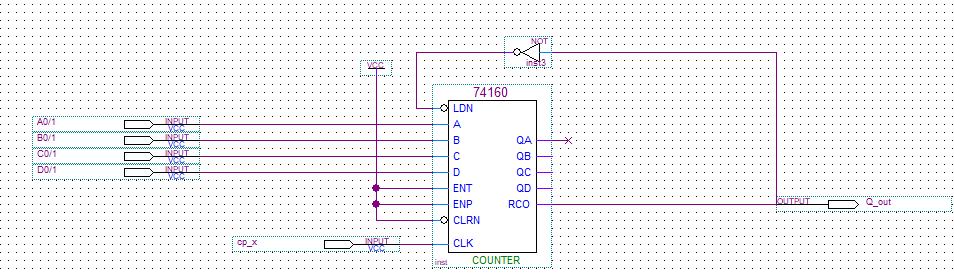 NOT
inst3
VCC
74160
LDN
A0/1 INPUT VCC A
B0/1 INPUT VCC B QA
C0/1 INPUT VCC C QB
D0/1 INPUT VCC D QC
ENT QD
ENP RCO OUTPUT Q_out
CLRN
cp_x INPUT VCC CLK
inst COUNTER